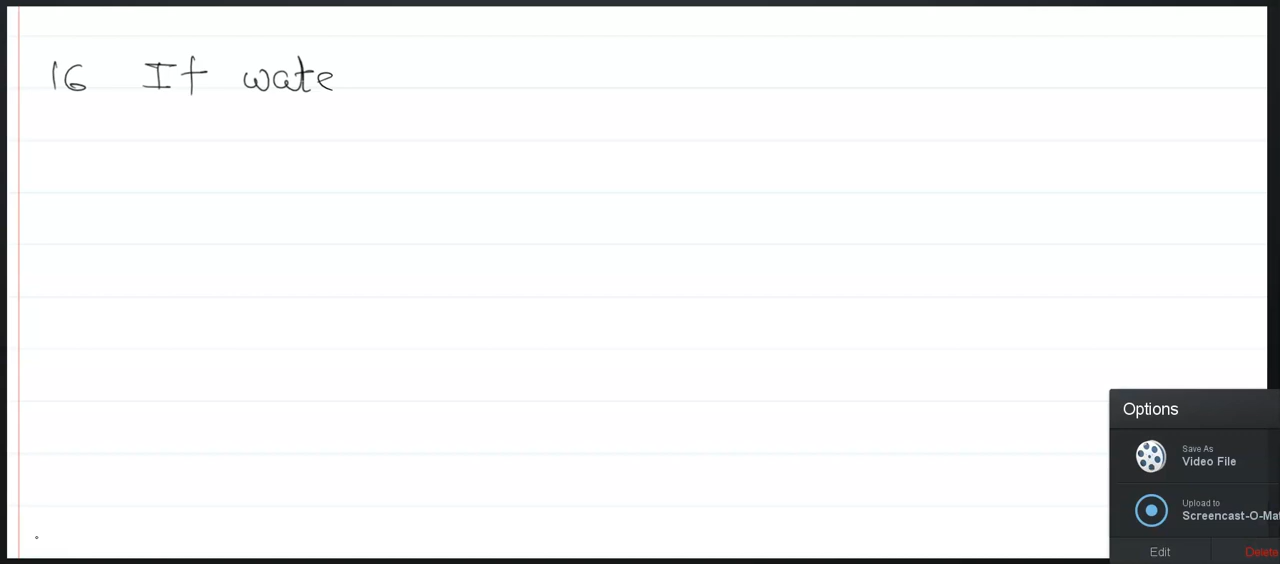 16 If wate
Options
Save As
Video File
Upload to
Screencast-O-Mat
Edit Delete